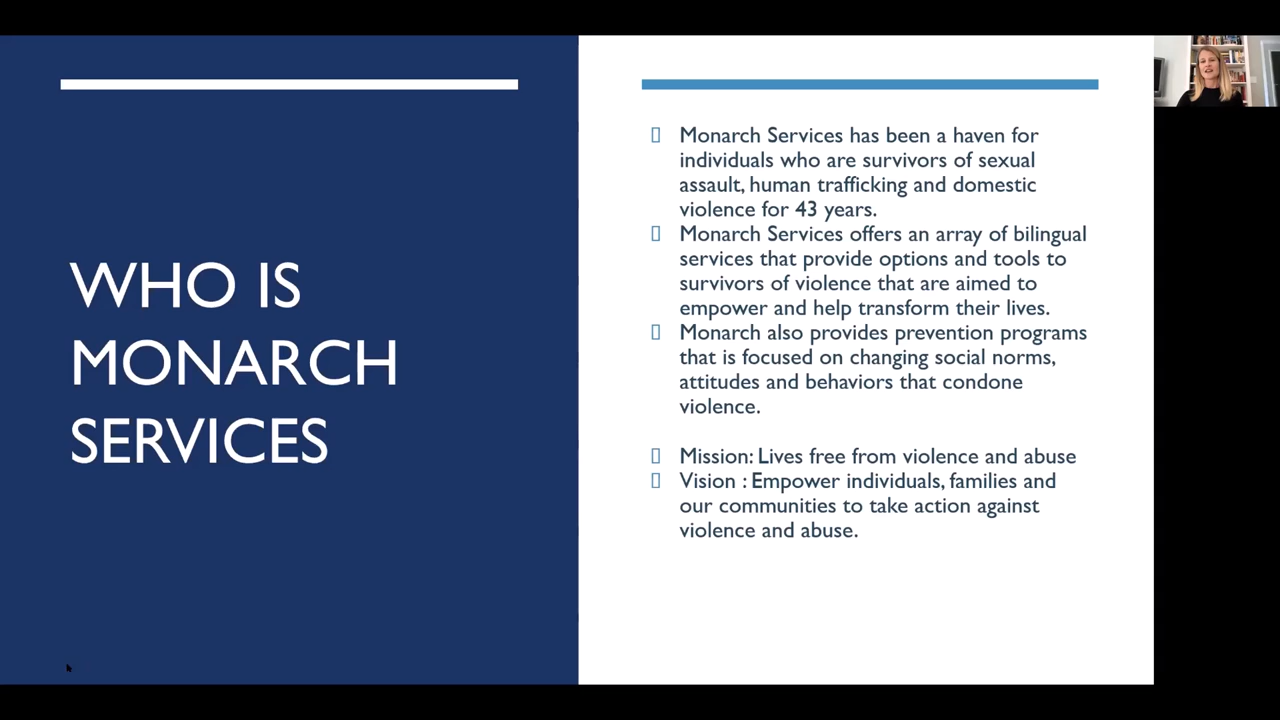 WHO IS
MONARCH
SERVICES
Monarch Services has been a haven for
individuals who are survivors of sexual
assault, human trafficking and domestic
violence for 43 years.
Monarch Services offers an array of bilingual
services that provide options and tools to
survivors of violence that are aimed to
empower and help transform their lives.
Monarch also provides prevention programs
that is focused on changing social norms,
attitudes and behaviors that condone
violence.
Mission: Lives free from violence and abuse
Vision : Empower individuals, families and
our communities to take action against
violence and abuse.